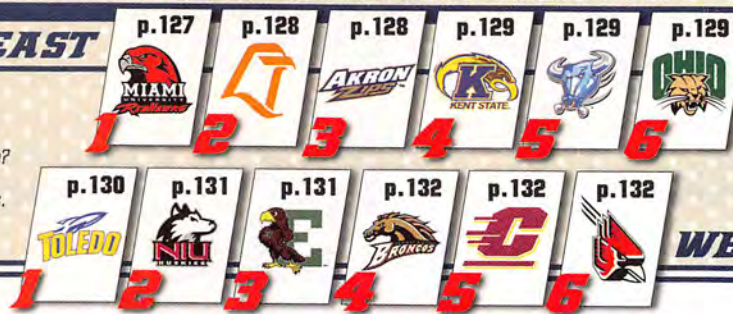 EAST
p.127
p.128
p.128
p.129
p.129
p.129
MIAMI
UNIVERSITY
RedHawks
AKRON
Zips™
K
KENT STATE.
OHIO
1
2
3
4
5
6
?
p.130
p.131
p.131
p.132
p.132
p.132
TOLEDO
NIU
HUSKIES
E
BRONCOS
C
WE
1
2
3
4
5
6